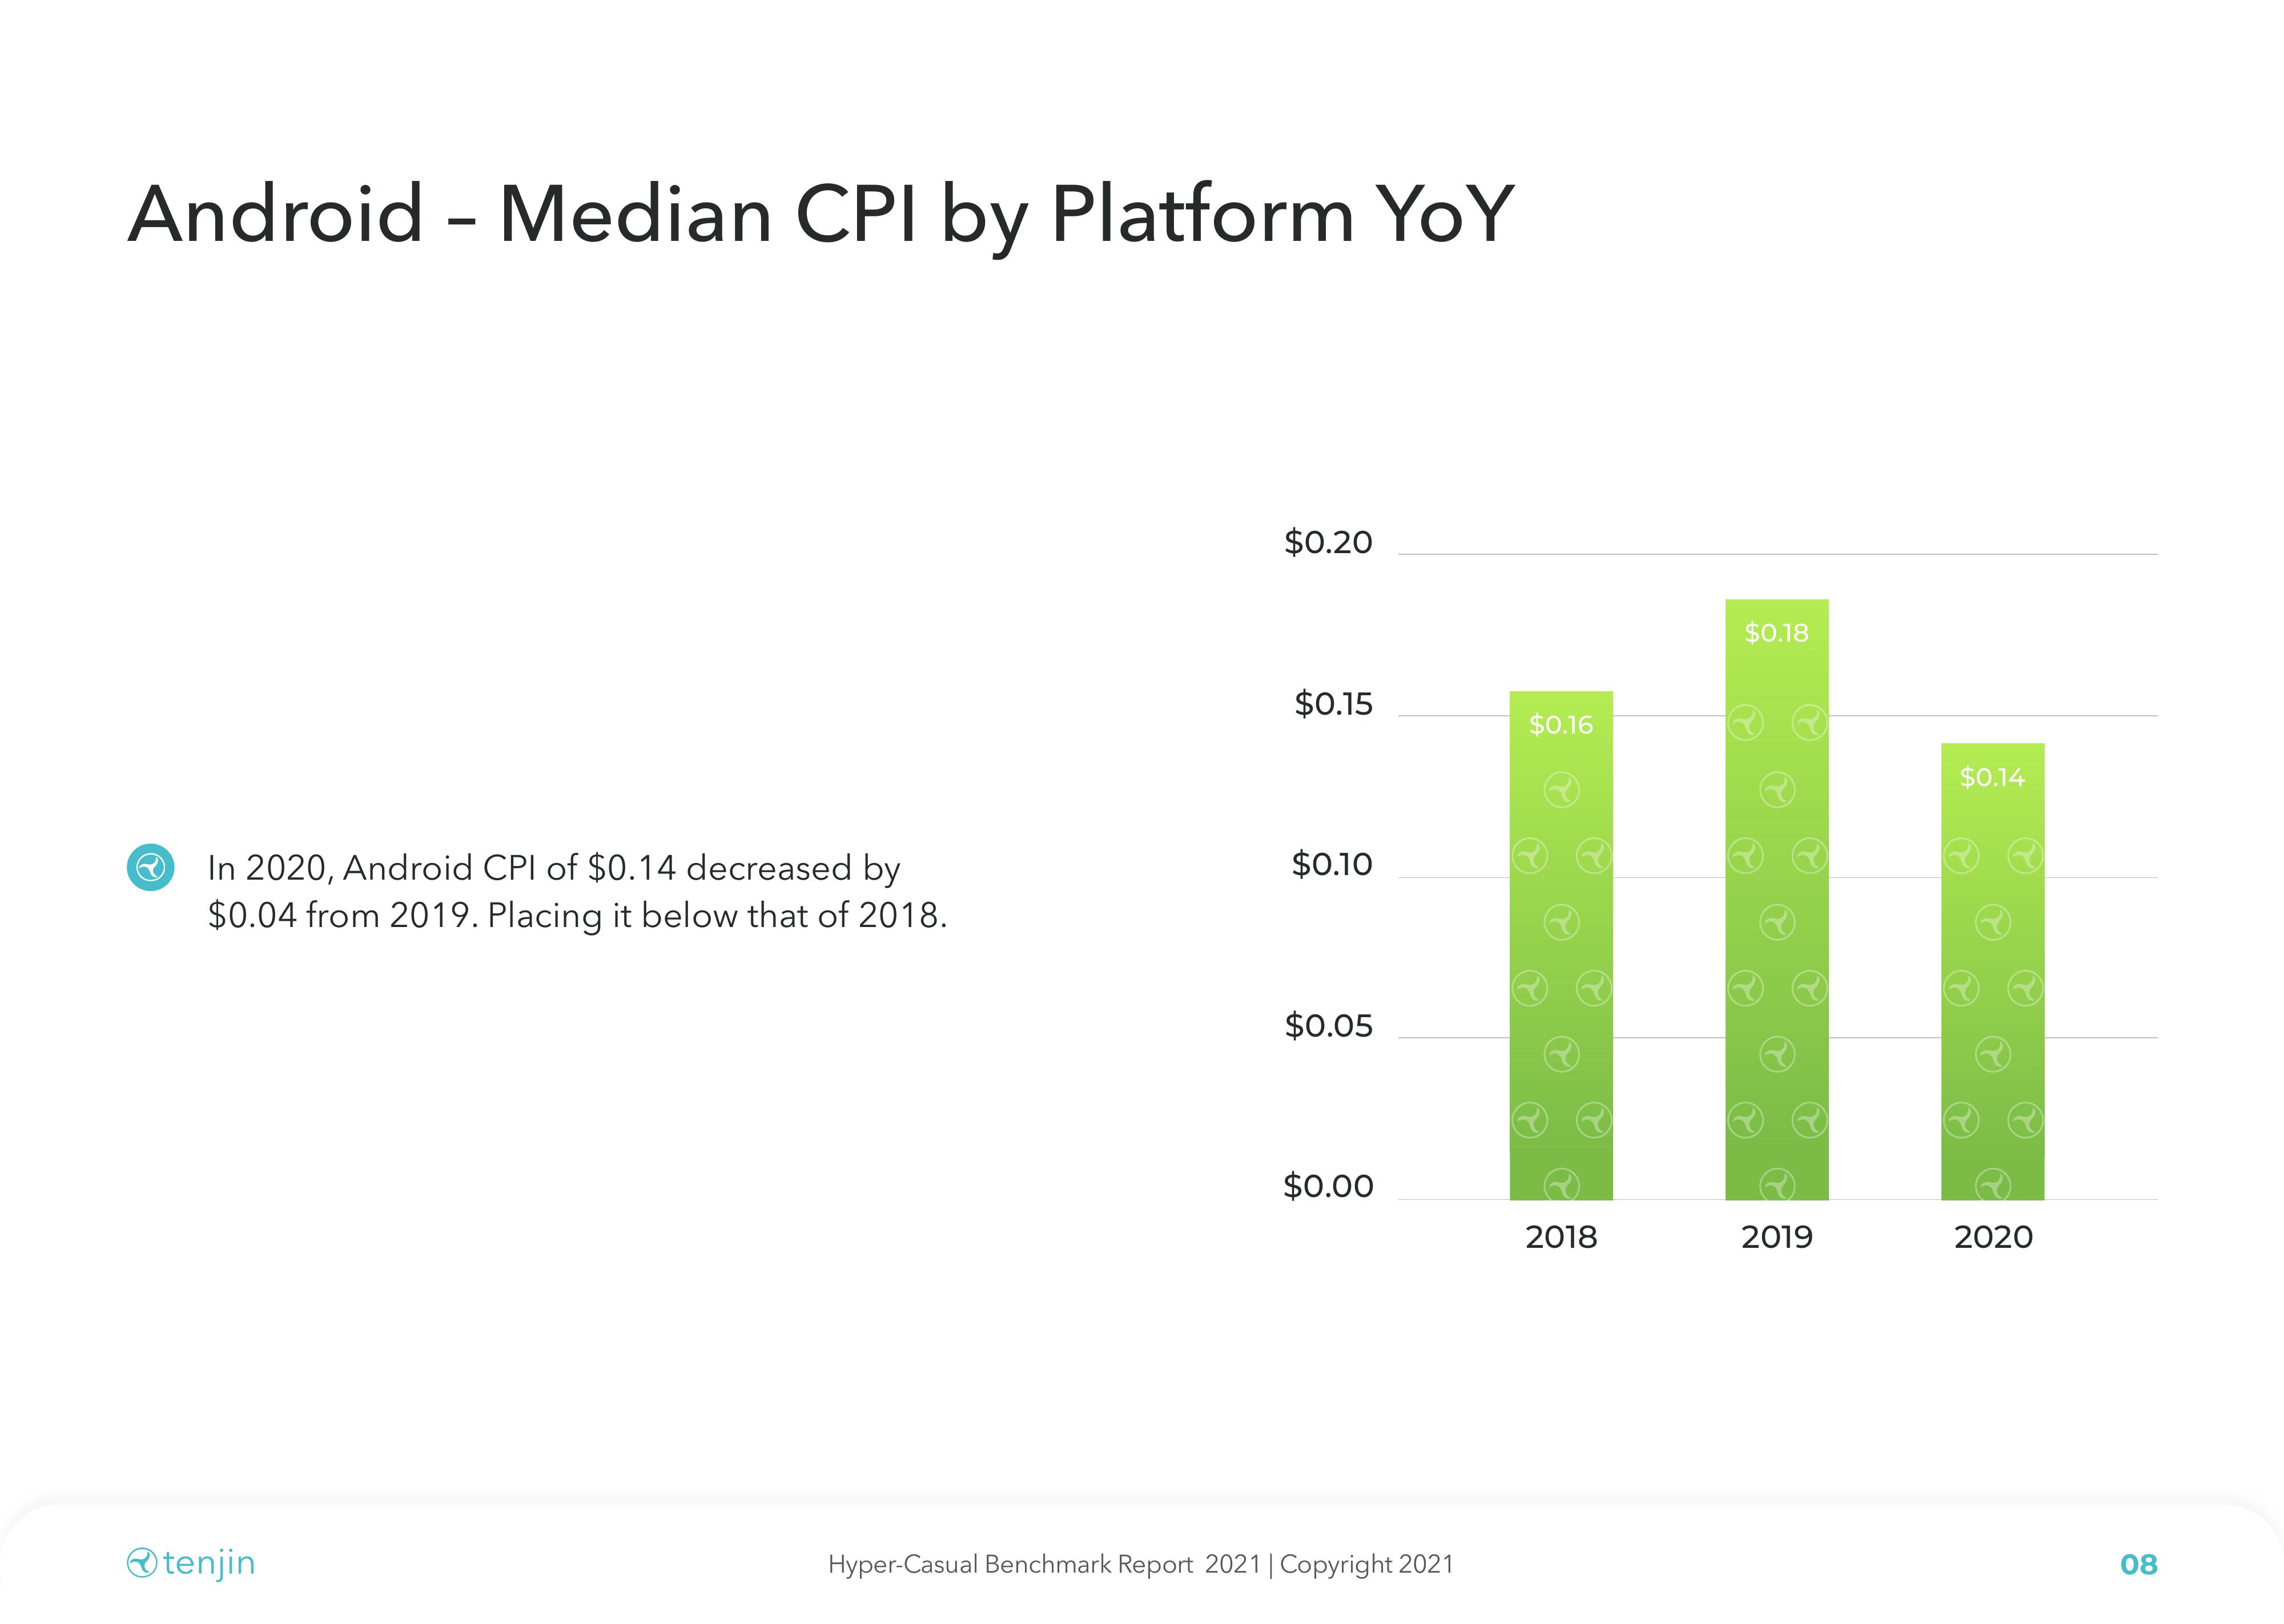 Android – Median CPI by Platform YoY
In 2020, Android CPI of $0.14 decreased by
$0.04 from 2019. Placing it below that of 2018.
$0.20
$0.15
$0.10
$0.05
$0.00
$0.16
$0.18
$0.14
2018
2019
2020
tenjin
Hyper-Casual Benchmark Report 2021 | Copyright 2021
08